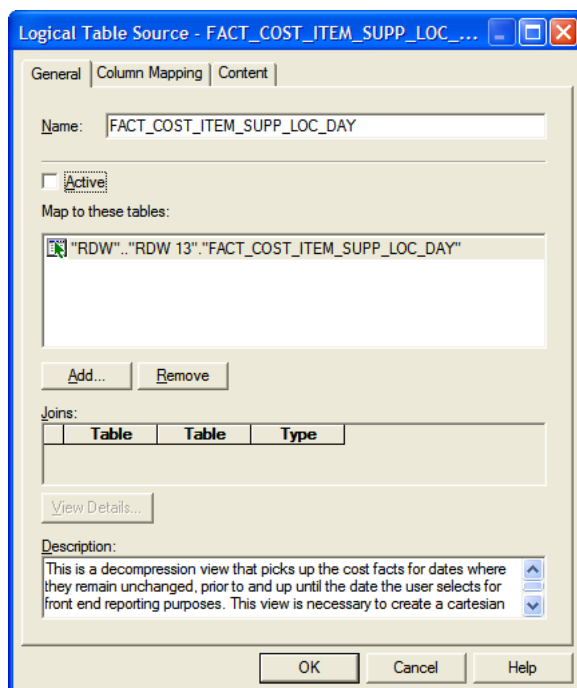 Logical Table Source - FACT_COST_ITEM_SUPP_LOC_...
General Column Mapping Content
Name: FACT_COST_ITEM_SUPP_LOC_DAY
Active
Map to these tables:
"RDW".."RDW 13"."FACT_COST_ITEM_SUPP_LOC_DAY"
Add... Remove
Joins:
Table Table Type
View Details...
Description:
This is a decompression view that picks up the cost facts for dates where
they remain unchanged, prior to and up until the date the user selects for
front end reporting purposes. This view is necessary to create a cartesian
OK Cancel Help